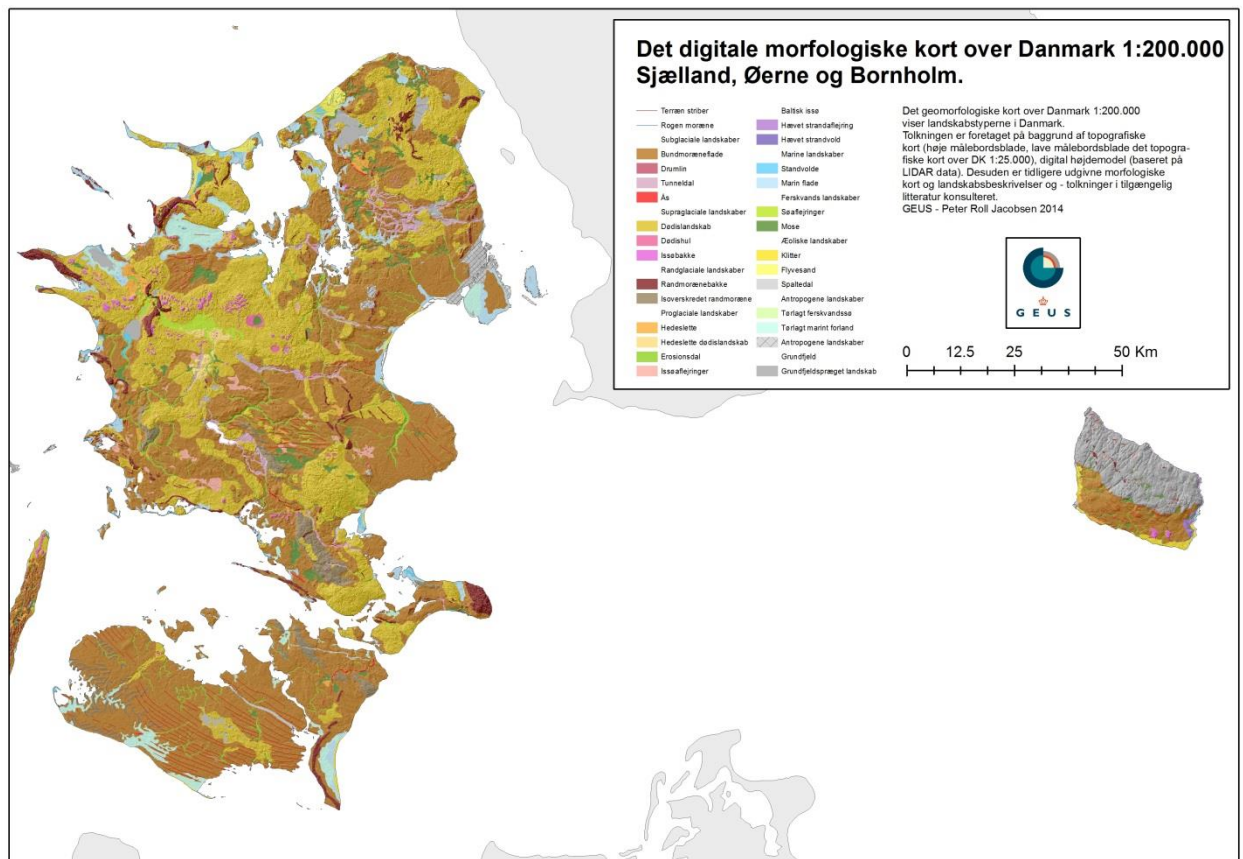 Det digitale morfologiske kort over Danmark 1:200.000
Sjælland, Øerne og Bornholm.
Terræn striber
Rogen moræne
Subglaciale landskaber
Bundmoræneflade
Drumlin
Tunneldal
Ås
Supraglaciale landskaber
Dødislandskab
Dødishul
Issøbakke
Randglaciale landskaber
Randmorænebakke
Isoverskredet randmoræne
Proglaciale landskaber
Hedeslette
Hedeslette dødislandskab
Erosionsdal
Issøaflejringer
Baltisk issø
Hævet strandaflejring
Hævet strandvold
Marine landskaber
Standvolde
Marin flade
Ferskvands landskaber
Søaflejringer
Mose
Æoliske landskaber
Klitter
Flyvesand
Spaltedal
Antropogene landskaber
Tørlagt ferskvandssø
Tørlagt marint forland
Antropogene landskaber
Grundfjeld
Grundfjeldspræget landskab
Det geomorfologiske kort over Danmark 1:200.000
viser landskabstyperne i Danmark.
Tolkningen er foretaget på baggrund af topografiske
kort (høje målebordsblade, lave målebordsblade det topogra-
fiske kort over DK 1:25.000), digital højdemodel (baseret på
LIDAR data). Desuden er tidligere udgivne morfologiske
kort og landskabsbeskrivelser og - tolkninger i tilgængelig
litteratur konsulteret.
GEUS - Peter Roll Jacobsen 2014
G E U S
0 12.5 25 50 Km